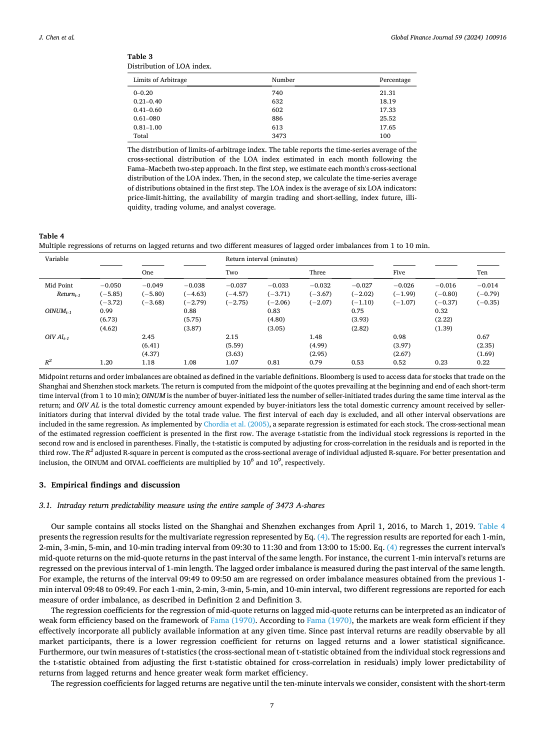 J. Chen et al.
Global Finance Journal 59 (2024) 100916
Table 3
Distribution of LOA index.
Limits of Arbitrage Number Percentage
0–0.20 740 21.31
0.21–0.40 632 18.19
0.41–0.60 602 17.33
0.61–080 886 25.52
0.81–1.00 613 17.65
Total 3473 100
The distribution of limits-of-arbitrage index. The table reports the time-series average of the
cross-sectional distribution of the LOA index estimated in each month following the
Fama–Macbeth two-step approach. In the first step, we estimate each month's cross-sectional
distribution of the LOA index. Then, in the second step, we calculate the time-series average
of distributions obtained in the first step. The LOA index is the average of six LOA indicators:
price-limit-hitting, the availability of margin trading and short-selling, index future, illi-
quidity, trading volume, and analyst coverage.
Table 4
Multiple regressions of returns on lagged returns and two different measures of lagged order imbalances from 1 to 10 min.
Variable Return interval (minutes)
One Two Three Five Ten
Mid Point −0.050 −0.049 −0.038 −0.037 −0.033 −0.032 −0.027 −0.026 −0.016 −0.014
Return t-1 (−5.85) (−5.80) (−4.63) (−4.57) (−3.71) (−3.67) (−2.02) (−1.99) (−0.80) (−0.79)
(−3.72) (−3.68) (−2.79) (−2.75) (−2.06) (−2.07) (−1.10) (−1.07) (−0.37) (−0.35)
OINUM t-1 0.99 0.88 0.83 0.75 0.32
(6.73) (5.75) (4.80) (3.93) (2.22)
(4.62) (3.87) (3.05) (2.82) (1.39)
OIV AL t-1 2.45 2.15 1.48 0.98 0.67
(6.41) (5.59) (4.99) (3.97) (2.35)
(4.37) (3.63) (2.95) (2.67) (1.69)
R² 1.20 1.18 1.08 1.07 0.81 0.79 0.53 0.52 0.23 0.22
Midpoint returns and order imbalances are obtained as defined in the variable definitions. Bloomberg is used to access data for stocks that trade on the
Shanghai and Shenzhen stock markets. The return is computed from the midpoint of the quotes prevailing at the beginning and end of each short-term
time interval (from 1 to 10 min); OINUM is the number of buyer-initiated less the number of seller-initiated trades during the same time interval as the
return; and OIV AL is the total domestic currency amount expended by buyer-initiators less the total domestic currency amount received by seller-
initiators during that interval divided by the total trade value. The first interval of each day is excluded, and all other interval observations are
included in the same regression. As implemented by Chordia et al. (2005), a separate regression is estimated for each stock. The cross-sectional mean
of the estimated regression coefficient is presented in the first row. The average t-statistic from the individual stock regressions is reported in the
second row and is enclosed in parentheses. Finally, the t-statistic is computed by adjusting for cross-correlation in the residuals and is reported in the
third row. The R² adjusted R-square in percent is computed as the cross-sectional average of individual adjusted R-square. For better presentation and
inclusion, the OINUM and OIVAL coefficients are multiplied by 10⁶ and 10⁹, respectively.
3. Empirical findings and discussion
3.1. Intraday return predictability measure using the entire sample of 3473 A-shares
Our sample contains all stocks listed on the Shanghai and Shenzhen exchanges from April 1, 2016, to March 1, 2019. Table 4
presents the regression results for the multivariate regression represented by Eq. (4). The regression results are reported for each 1-min,
2-min, 3-min, 5-min, and 10-min trading interval from 09:30 to 11:30 and from 13:00 to 15:00. Eq. (4) regresses the current interval's
mid-quote returns on the mid-quote returns in the past interval of the same length. For instance, the current 1-min interval's returns are
regressed on the previous interval of 1-min length. The lagged order imbalance is measured during the past interval of the same length.
For example, the returns of the interval 09:49 to 09:50 am are regressed on order imbalance measures obtained from the previous 1-
min interval 09:48 to 09:49. For each 1-min, 2-min, 3-min, 5-min, and 10-min interval, two different regressions are reported for each
measure of order imbalance, as described in Definition 2 and Definition 3.
The regression coefficients for the regression of mid-quote returns on lagged mid-quote returns can be interpreted as an indicator of
weak form efficiency based on the framework of Fama (1970). According to Fama (1970), the markets are weak form efficient if they
effectively incorporate all publicly available information at any given time. Since past interval returns are readily observable by all
market participants, there is a lower regression coefficient for returns on lagged returns and a lower statistical significance.
Furthermore, our twin measures of t-statistics (the cross-sectional mean of t-statistic obtained from the individual stock regressions and
the t-statistic obtained from adjusting the first t-statistic obtained for cross-correlation in residuals) imply lower predictability of
returns from lagged returns and hence greater weak form market efficiency.
The regression coefficients for lagged returns are negative until the ten-minute intervals we consider, consistent with the short-term
7